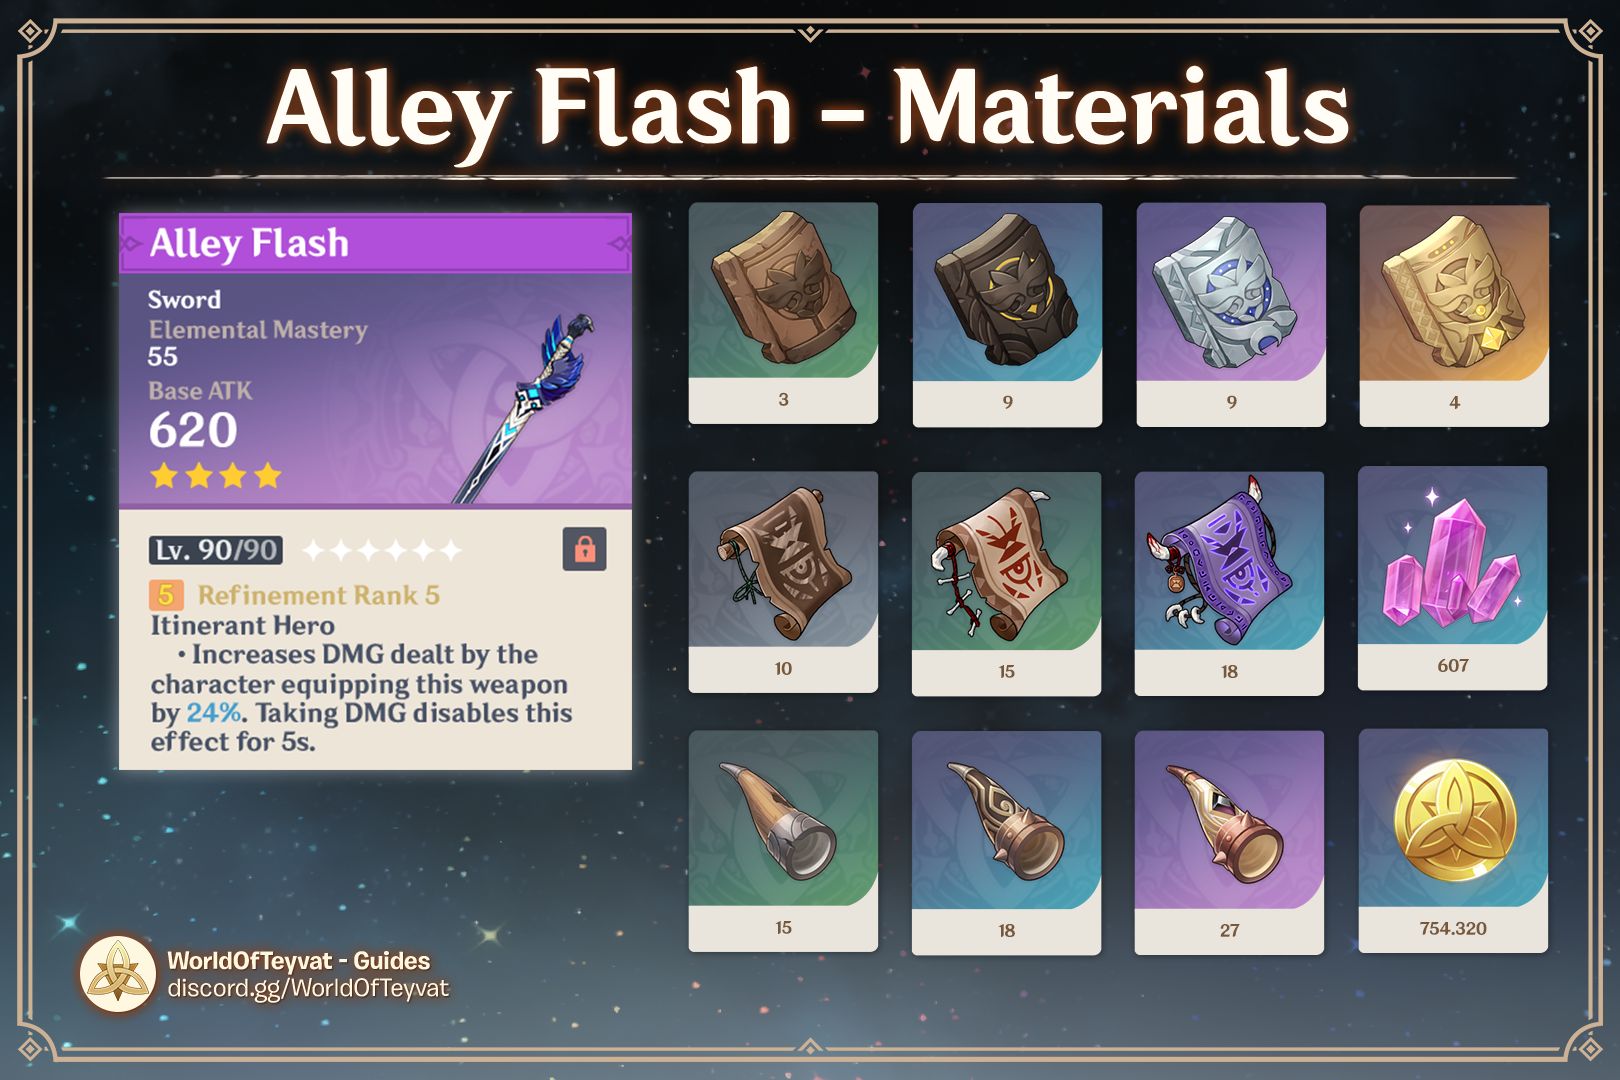 Alley Flash - Materials
Alley Flash
Sword
Elemental Mastery
55
Base ATK
620
Lv. 90/90
5 Refinement Rank 5
Itinerant Hero
• Increases DMG dealt by the
character equipping this weapon
by 24%. Taking DMG disables this
effect for 5s.
3
9
9
4
10
15
18
607
15
18
27
754.320
WorldOfTeyvat - Guides
discord.gg/WorldOfTeyvat